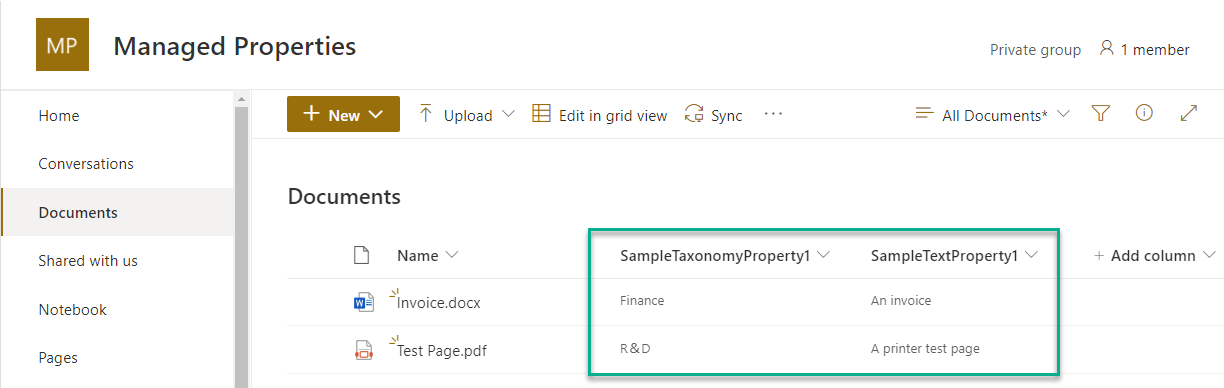 MP Managed Properties
Private group 1 member
Home
Conversations
Documents
Shared with us
Notebook
Pages
+ New Upload Edit in grid view Sync ... All Documents*
Documents
Name SampleTaxonomyProperty1 SampleTextProperty1 + Add column
Invoice.docx Finance An invoice
Test Page.pdf R&D A printer test page